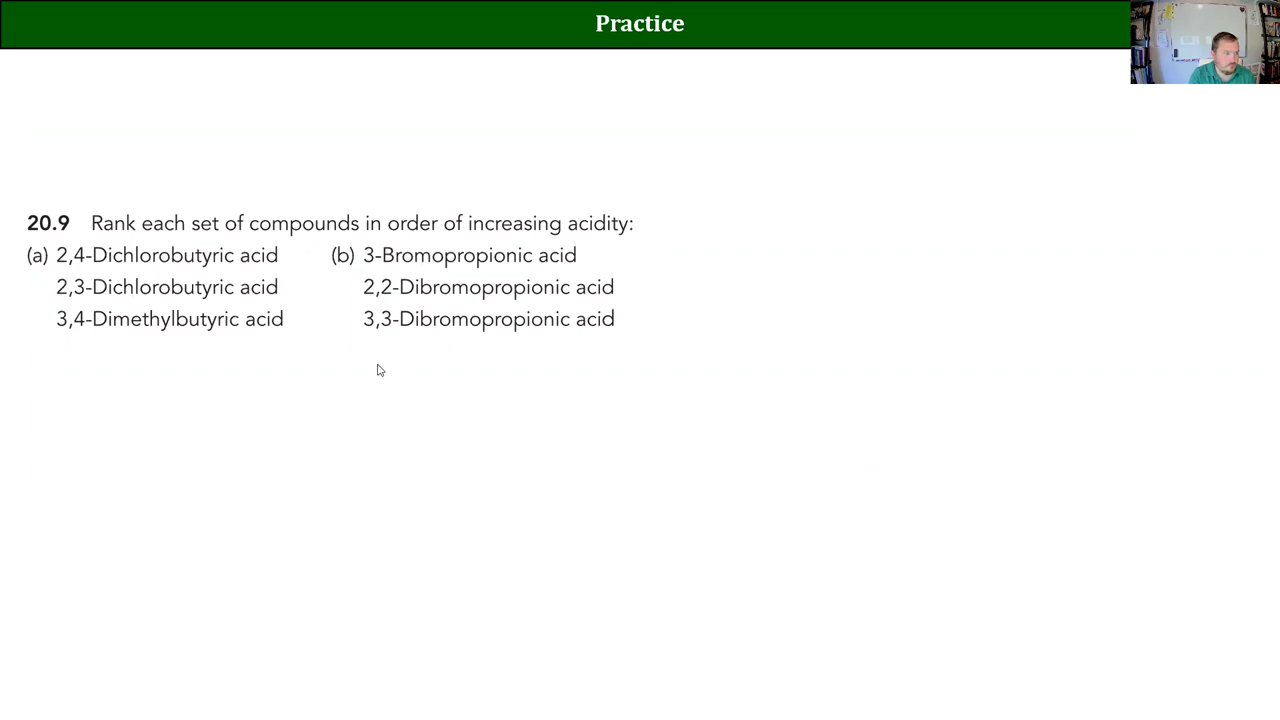 Practice
20.9 Rank each set of compounds in order of increasing acidity:
(a) 2,4-Dichlorobutyric acid (b) 3-Bromopropionic acid
2,3-Dichlorobutyric acid 2,2-Dibromopropionic acid
3,4-Dimethylbutyric acid 3,3-Dibromopropionic acid